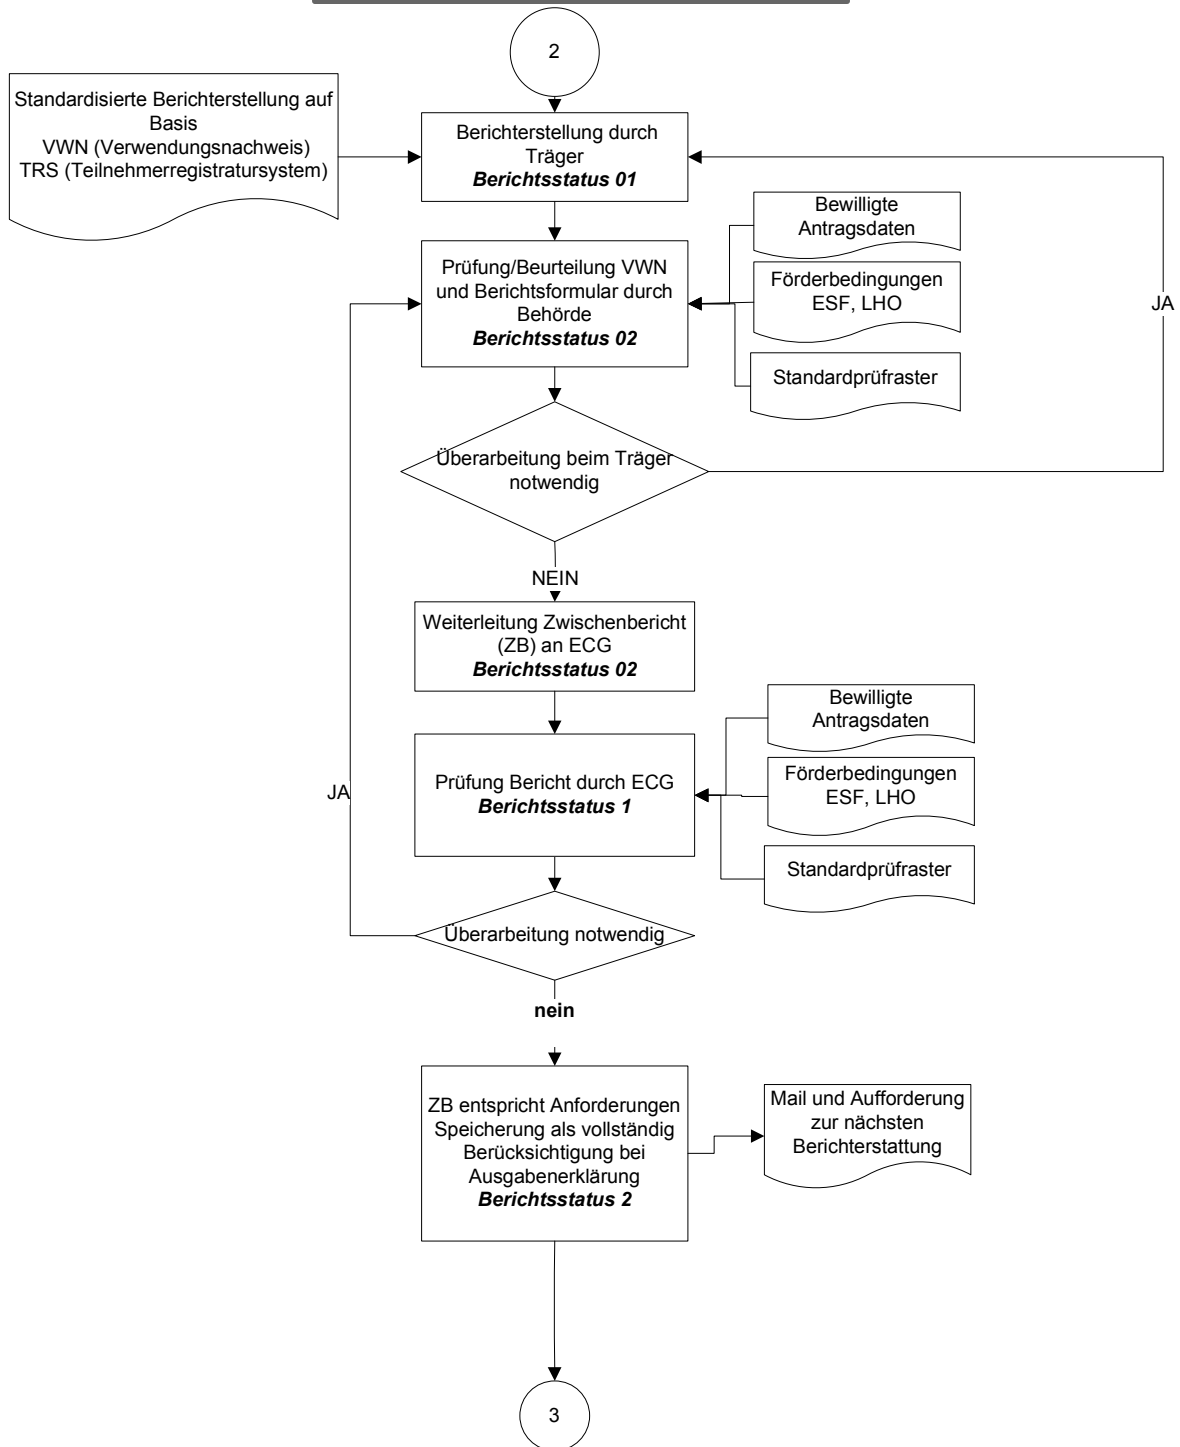 2
Standardisierte Berichterstellung auf
Basis
VWN (Verwendungsnachweis)
TRS (Teilnehmerregistratursystem)
Berichterstellung durch
Träger
Berichtsstatus 01
Bewilligte
Antragsdaten
Prüfung/Beurteilung VWN
und Berichtsformular durch
Behörde
Berichtsstatus 02
Förderbedingungen
ESF, LHO
JA
Standardprüfraster
Überarbeitung beim Träger
notwendig
NEIN
Weiterleitung Zwischenbericht
(ZB) an ECG
Berichtsstatus 02
Bewilligte
Antragsdaten
Prüfung Bericht durch ECG
Berichtsstatus 1
Förderbedingungen
ESF, LHO
JA
Standardprüfraster
Überarbeitung notwendig
nein
ZB entspricht Anforderungen
Speicherung als vollständig
Berücksichtigung bei
Ausgabenerklärung
Berichtsstatus 2
Mail und Aufforderung
zur nächsten
Berichterstattung
3